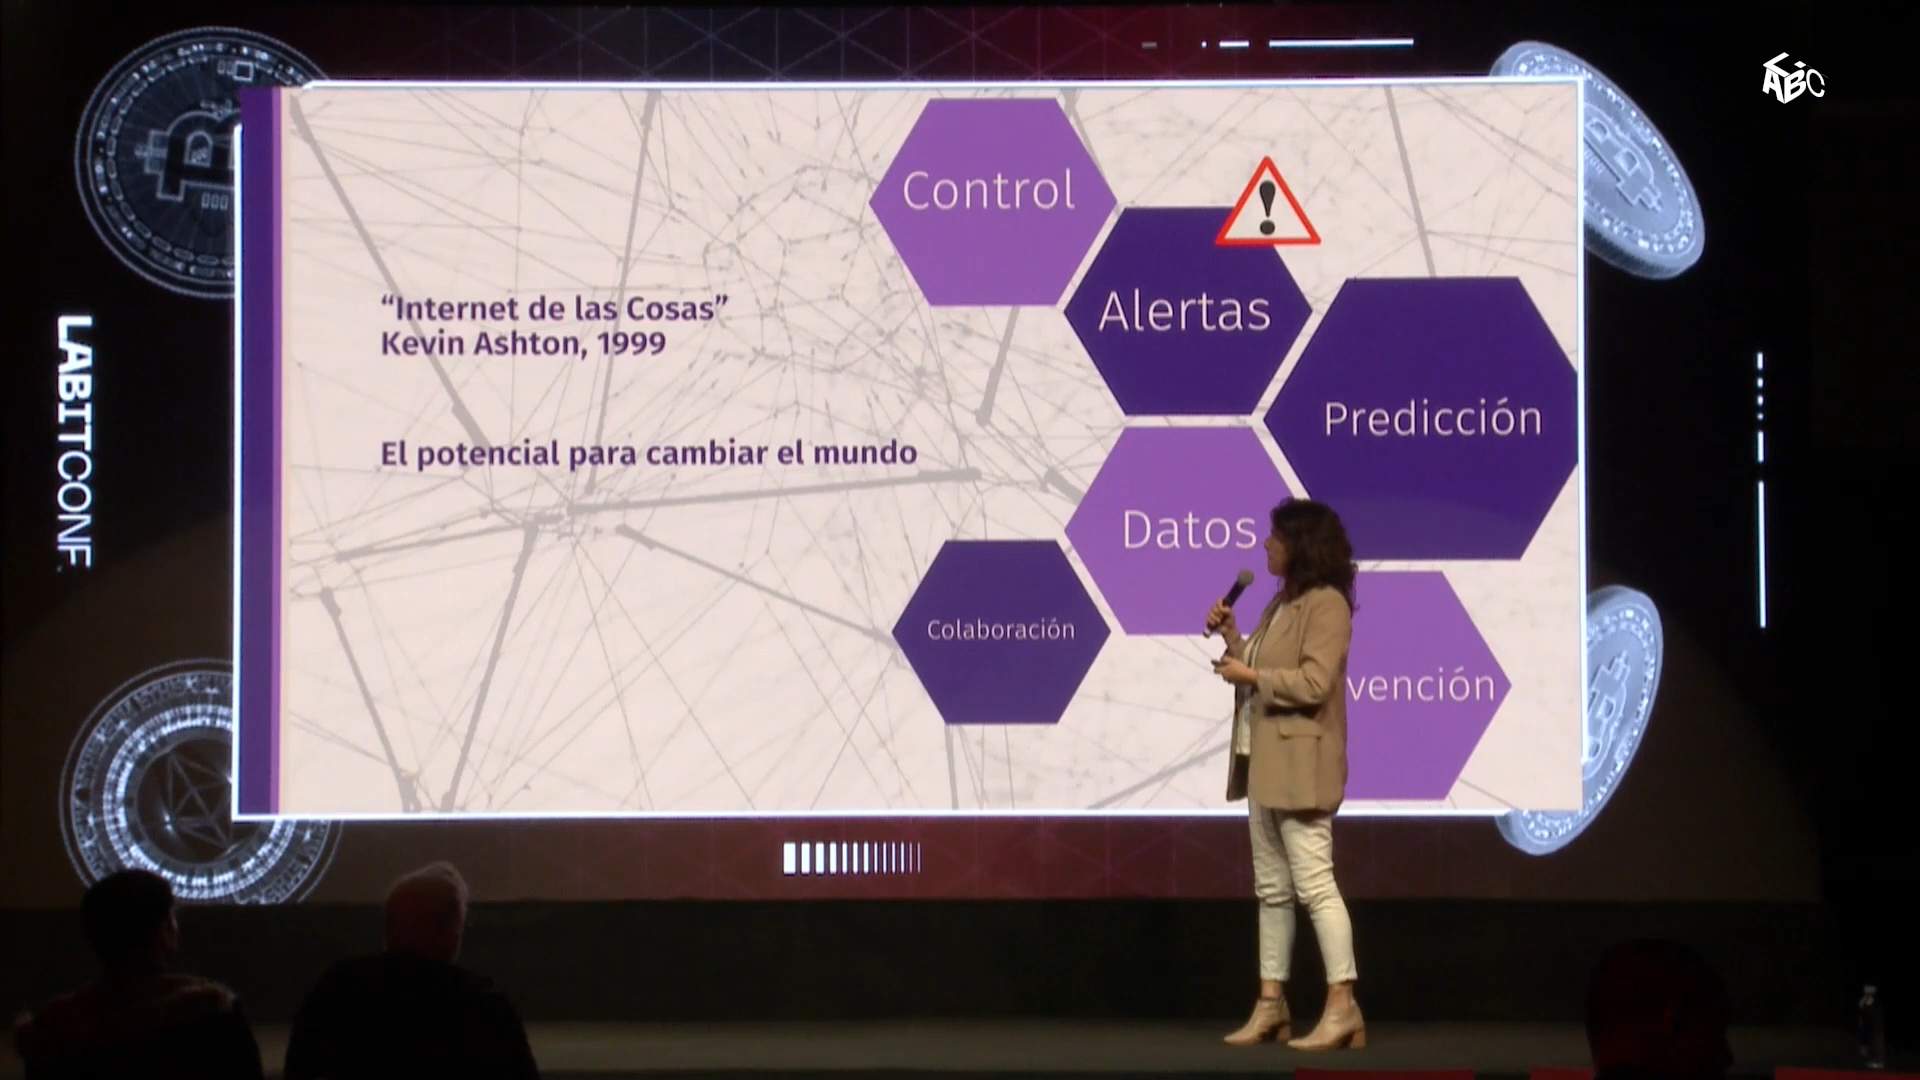 ABC
LABITCONF.
“Internet de las Cosas”
Kevin Ashton, 1999
El potencial para cambiar el mundo
Control
Alertas
Predicción
Datos
Colaboración
vención